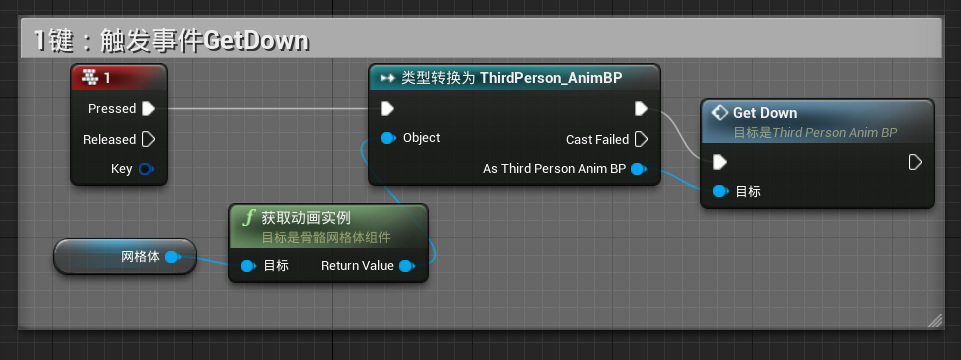 1键：触发事件GetDown
1
Pressed
Released
Key
类型转换为 ThirdPerson_AnimBP
Object
Cast Failed
As Third Person Anim BP
Get Down
目标是Third Person Anim BP
目标
网格体
f 获取动画实例
目标是骨骼网格体组件
目标 Return Value